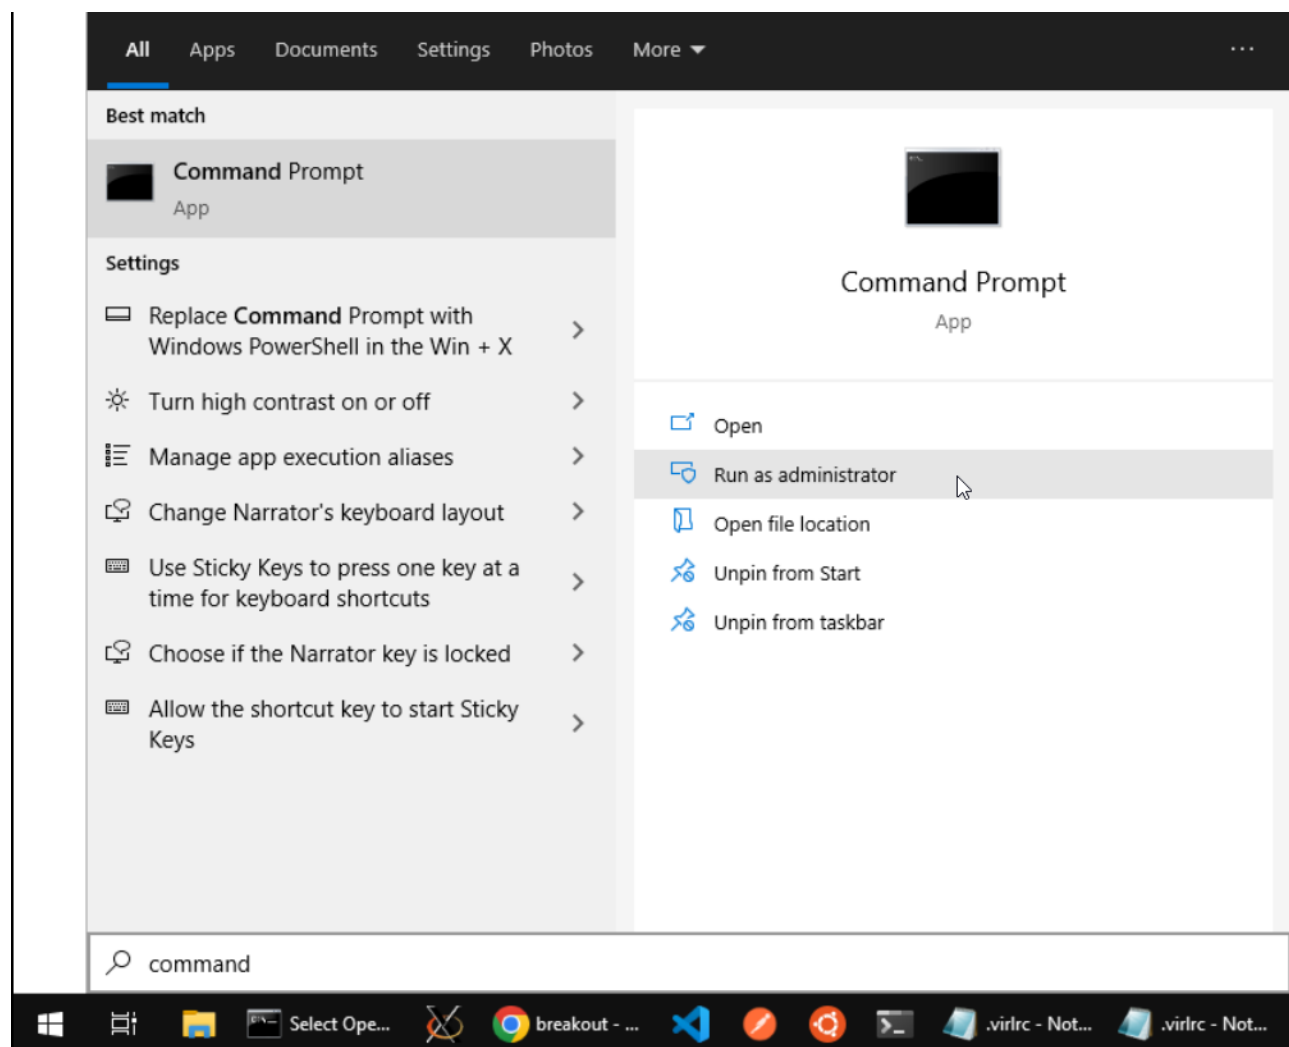 All Apps Documents Settings Photos More
Best match
Command Prompt
App
Settings
Replace Command Prompt with
Windows PowerShell in the Win + X
Turn high contrast on or off
Manage app execution aliases
Change Narrator's keyboard layout
Use Sticky Keys to press one key at a
time for keyboard shortcuts
Choose if the Narrator key is locked
Allow the shortcut key to start Sticky
Keys
Command Prompt
App
Open
Run as administrator
Open file location
Unpin from Start
Unpin from taskbar
command
Select Ope... breakout - ... .virlrc - Not... .virlrc - Not...